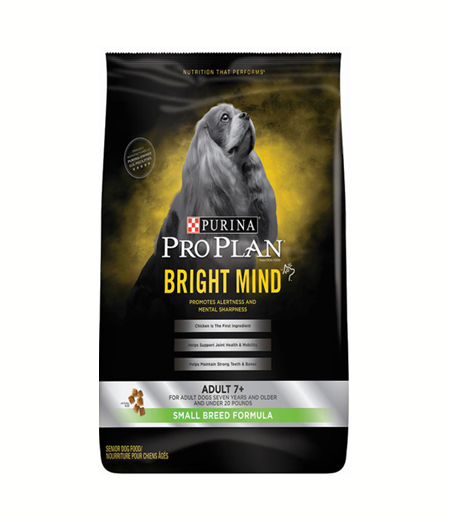 NUTRITION THAT PERFORMS®
PURINA
PRO PLAN®
BRIGHT MIND
PROMOTES ALERTNESS AND
MENTAL SHARPNESS
Chicken Is The First Ingredient
Helps Support Joint Health & Mobility
Helps Maintain Strong Teeth & Bones
ADULT 7+
FOR ADULT DOGS SEVEN YEARS AND OLDER
AND UNDER 20 POUNDS
SMALL BREED FORMULA
SENIOR DOG FOOD/
NOURRITURE POUR CHIENS ÂGÉS